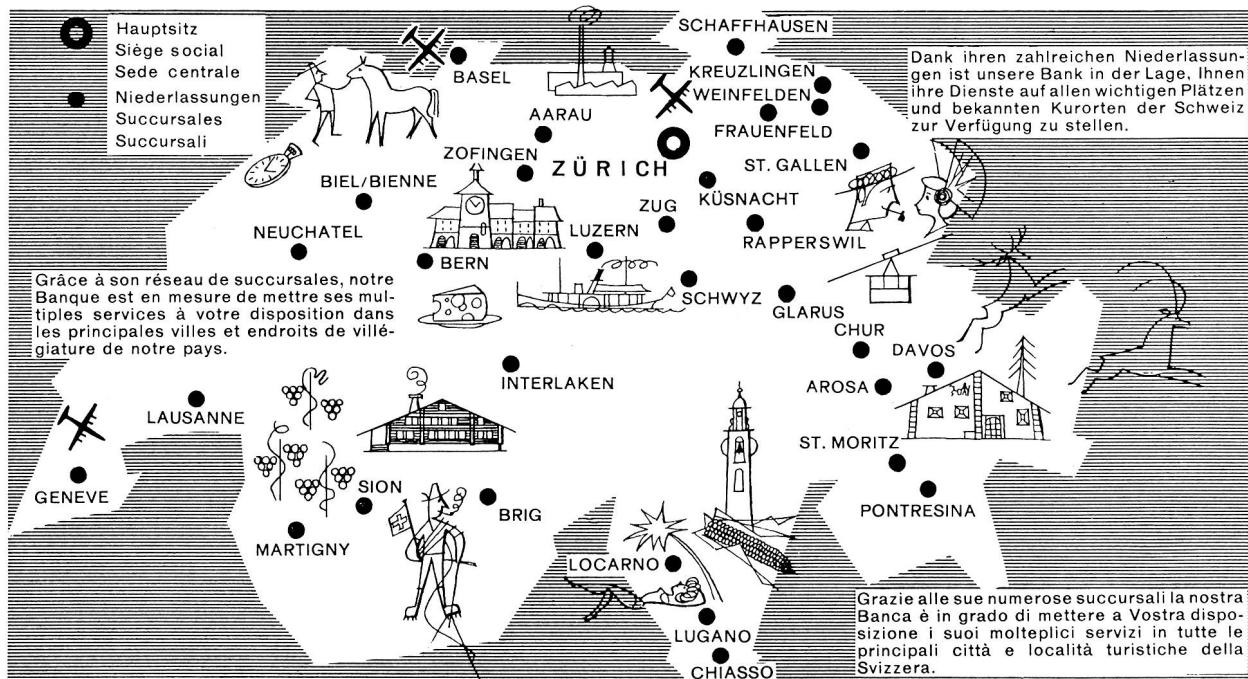 Hauptsitz
Siège social
Sede centrale
Niederlassungen
Succursales
Succursali
Dank ihren zahlreichen Niederlassun-
gen ist unsere Bank in der Lage, Ihnen
ihre Dienste auf allen wichtigen Plätzen
und bekannten Kurorten der Schweiz
zur Verfügung zu stellen.
SCHAFFHAUSEN
BASEL
KREUZLINGEN
WEINFELDEN
FRAUENFELD
AARAU
ZOFINGEN
ZÜRICH
ST. GALLEN
BIEL/BIENNE
KÜSNACHT
ZUG
NEUCHATEL
LUZERN
RAPPERSWIL
BERN
SCHWYZ
GLARUS
Grâce à son réseau de succursales, notre
Banque est en mesure de mettre ses mul-
tiples services à votre disposition dans
les principales villes et endroits de villé-
giature de notre pays.
CHUR
DAVOS
INTERLAKEN
AROSA
LAUSANNE
ST. MORITZ
GENEVE
SION
BRIG
PONTRESINA
MARTIGNY
LOCARNO
LUGANO
CHIASSO
Grazie alle sue numerose succursali la nostra
Banca è in grado di mettere a Vostra dispo-
sizione i suoi molteplici servizi in tutte le
principali città e località turistiche della
Svizzera.